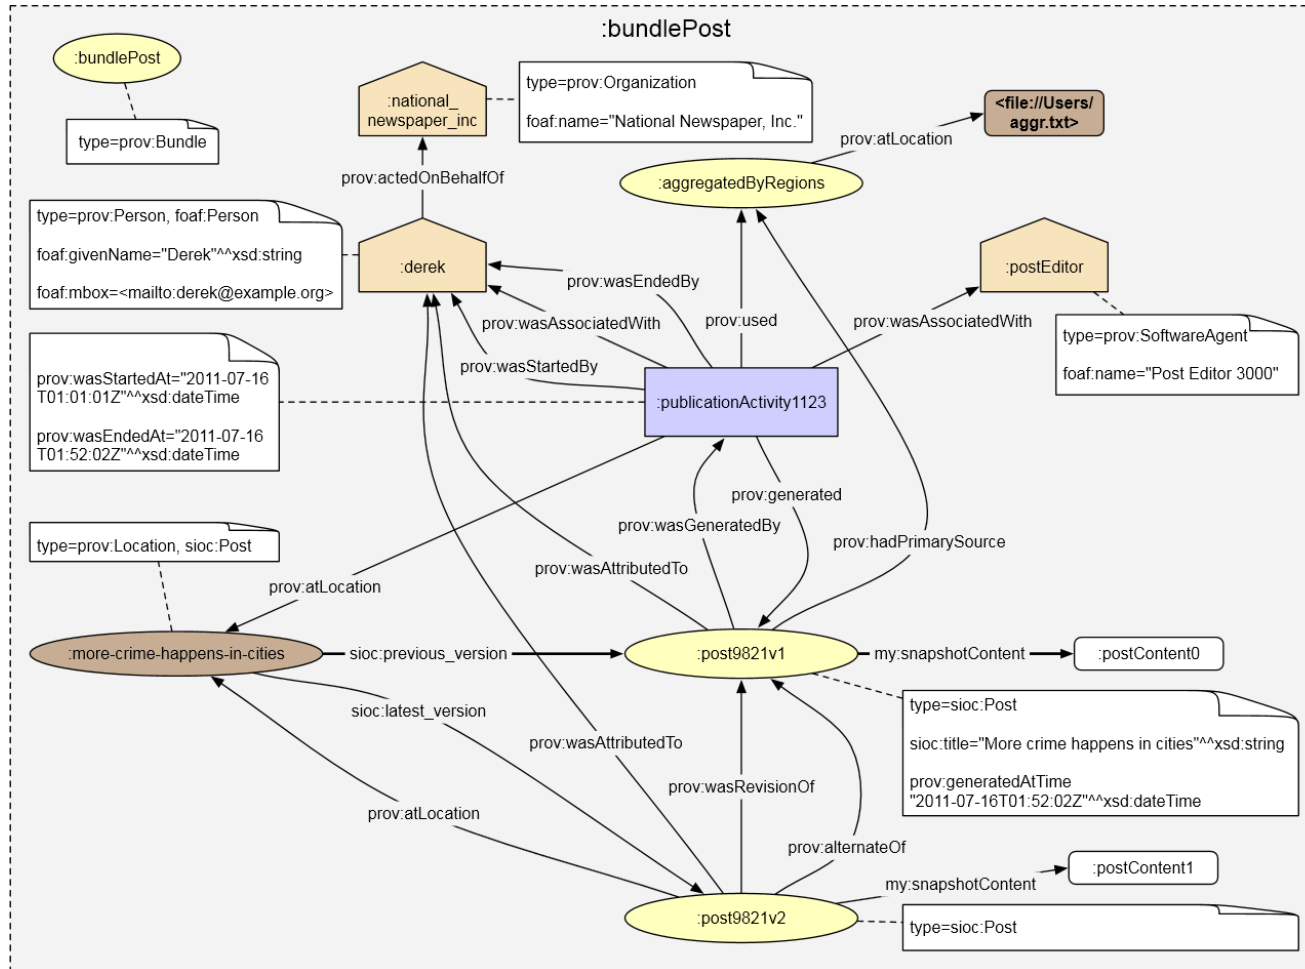 :bundlePost
:bundlePost
type=prov:Bundle
:national_
newspaper_inc
type=prov:Organization
foaf:name="National Newspaper, Inc."
<file://Users/
aggr.txt>
prov:atLocation
:aggregatedByRegions
prov:actedOnBehalfOf
type=prov:Person, foaf:Person
foaf:givenName="Derek"^^xsd:string
foaf:mbox=<mailto:derek@example.org>
:derek
:postEditor
prov:wasEndedBy
prov:wasAssociatedWith
prov:used
prov:wasAssociatedWith
prov:wasStartedBy
type=prov:SoftwareAgent
foaf:name="Post Editor 3000"
prov:wasStartedAt="2011-07-16
T01:01:01Z"^^xsd:dateTime
prov:wasEndedAt="2011-07-16
T01:52:02Z"^^xsd:dateTime
:publicationActivity1123
prov:generated
prov:wasGeneratedBy
prov:hadPrimarySource
type=prov:Location, sioc:Post
prov:wasAttributedTo
prov:atLocation
:more-crime-happens-in-cities
sioc:previous_version
:post9821v1
my:snapshotContent
:postContent0
sioc:latest_version
prov:wasAttributedTo
type=sioc:Post
sioc:title="More crime happens in cities"^^xsd:string
prov:generatedAtTime
"2011-07-16T01:52:02Z"^^xsd:dateTime
prov:wasRevisionOf
prov:atLocation
prov:alternateOf
:postContent1
my:snapshotContent
:post9821v2
type=sioc:Post